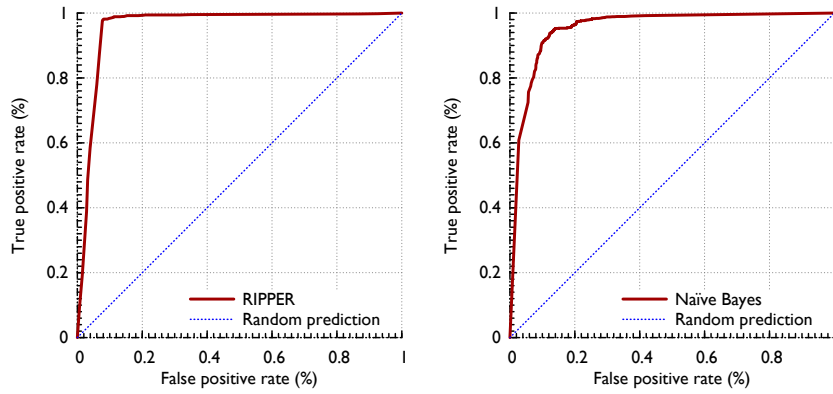 1
0.8
0.6
0.4
0.2
0
True positive rate (%)
RIPPER
Random prediction
0 0.2 0.4 0.6 0.8 1
False positive rate (%)
1
0.8
0.6
0.4
0.2
0
True positive rate (%)
Naïve Bayes
Random prediction
0 0.2 0.4 0.6 0.8
False positive rate (%)